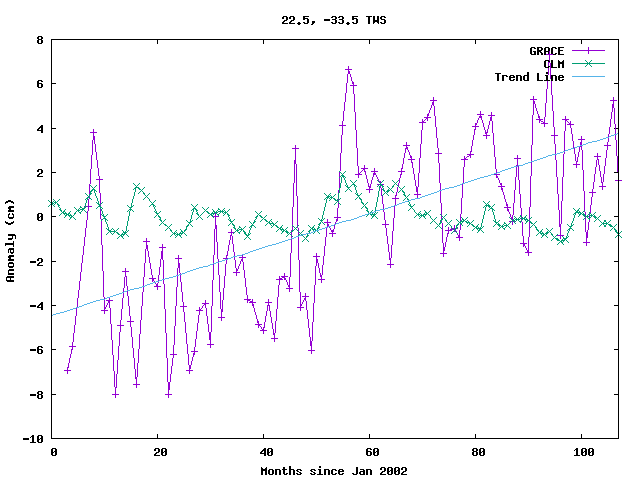 22.5, -33.5 TWS
GRACE
CLM
Trend Line
8
6
4
2
0
-2
-4
-6
-8
-10
Anomaly (cm)
0 20 40 60 80 100
Months since Jan 2002